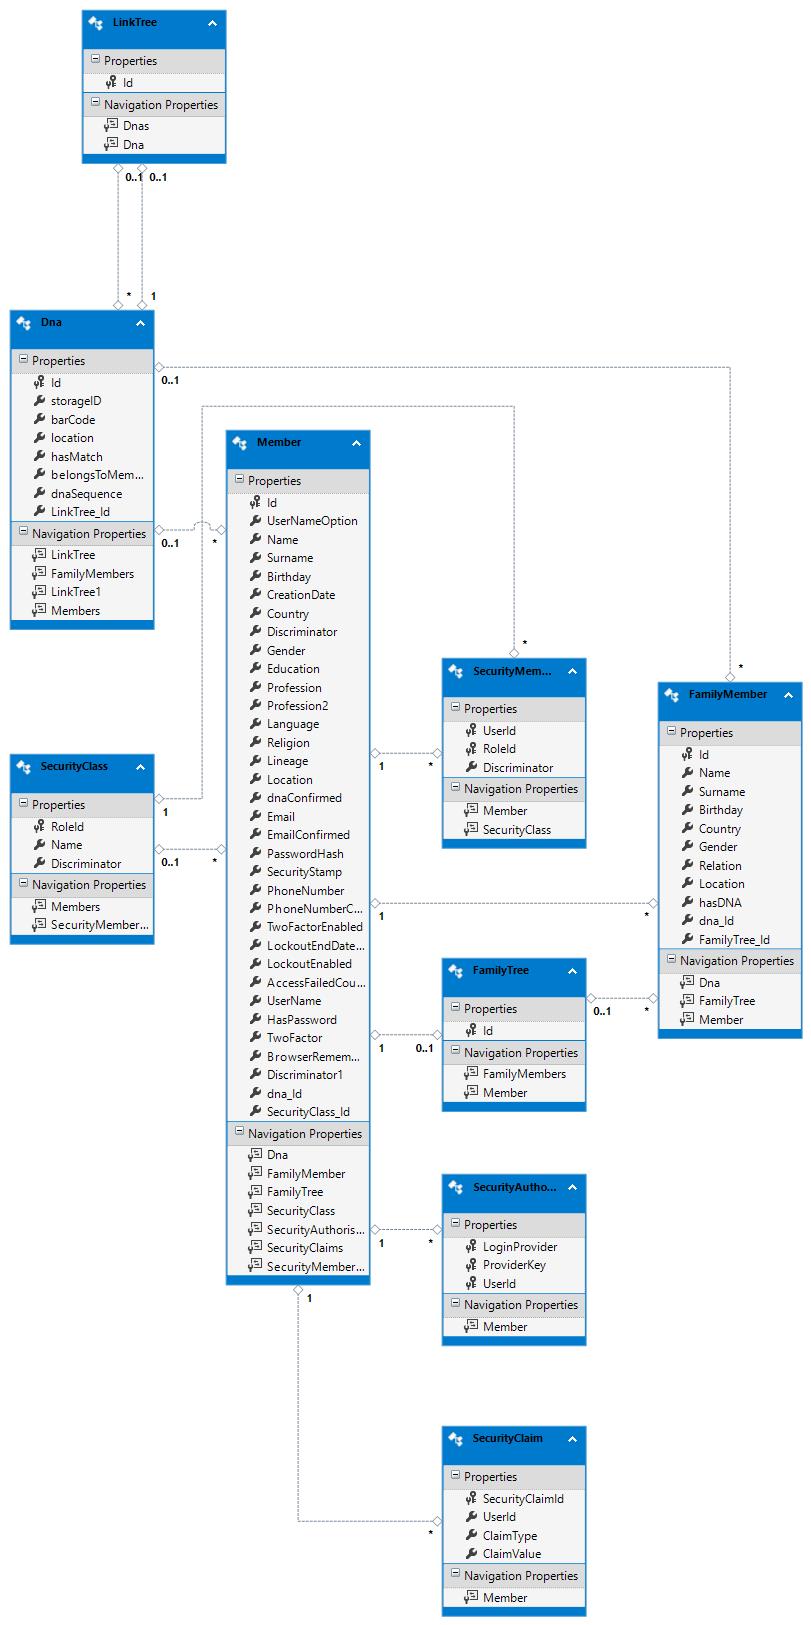 LinkTree
Properties
Id
Navigation Properties
Dnas
Dna
0..1
0..1
*
1
Dna
Properties
Id
storageID
barCode
location
hasMatch
belongsToMem...
dnaSequence
LinkTree_Id
Navigation Properties
LinkTree
FamilyMembers
LinkTree1
Members
0..1
0..1
*
Member
Properties
Id
UserNameOption
Name
Surname
Birthday
CreationDate
Country
Discriminator
Gender
Education
Profession
Profession2
Language
Religion
Lineage
Location
dnaConfirmed
Email
EmailConfirmed
PasswordHash
SecurityStamp
PhoneNumber
PhoneNumberC...
TwoFactorEnabled
LockoutEndDate...
LockoutEnabled
AccessFailedCou...
UserName
HasPassword
TwoFactor
BrowserRemem...
Discriminator1
dna_Id
SecurityClass_Id
Navigation Properties
Dna
FamilyMember
FamilyTree
SecurityClass
SecurityAuthoris...
SecurityClaims
SecurityMember...
SecurityClass
Properties
RoleId
Name
Discriminator
Navigation Properties
Members
SecurityMember...
1
0..1
*
*
SecurityMem...
Properties
UserId
RoleId
Discriminator
Navigation Properties
Member
SecurityClass
1
*
*
FamilyMember
Properties
Id
Name
Surname
Birthday
Country
Gender
Relation
Location
hasDNA
dna_Id
FamilyTree_Id
Navigation Properties
Dna
FamilyTree
Member
1
*
FamilyTree
Properties
Id
Navigation Properties
FamilyMembers
Member
0..1
*
1
0..1
SecurityAutho...
Properties
LoginProvider
ProviderKey
UserId
Navigation Properties
Member
1
*
1
SecurityClaim
Properties
SecurityClaimId
UserId
ClaimType
ClaimValue
Navigation Properties
Member
*